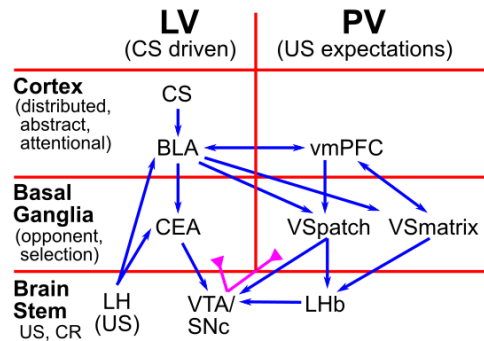 LV
PV
(CS driven)
(US expectations)
Cortex
(distributed,
abstract,
attentional)
CS
BLA
vmPFC
Basal
Ganglia
(opponent,
selection)
CEA
VSpatch
VSmatrix
Brain
Stem
US, CR
LH
(US)
VTA/
SNc
LHb